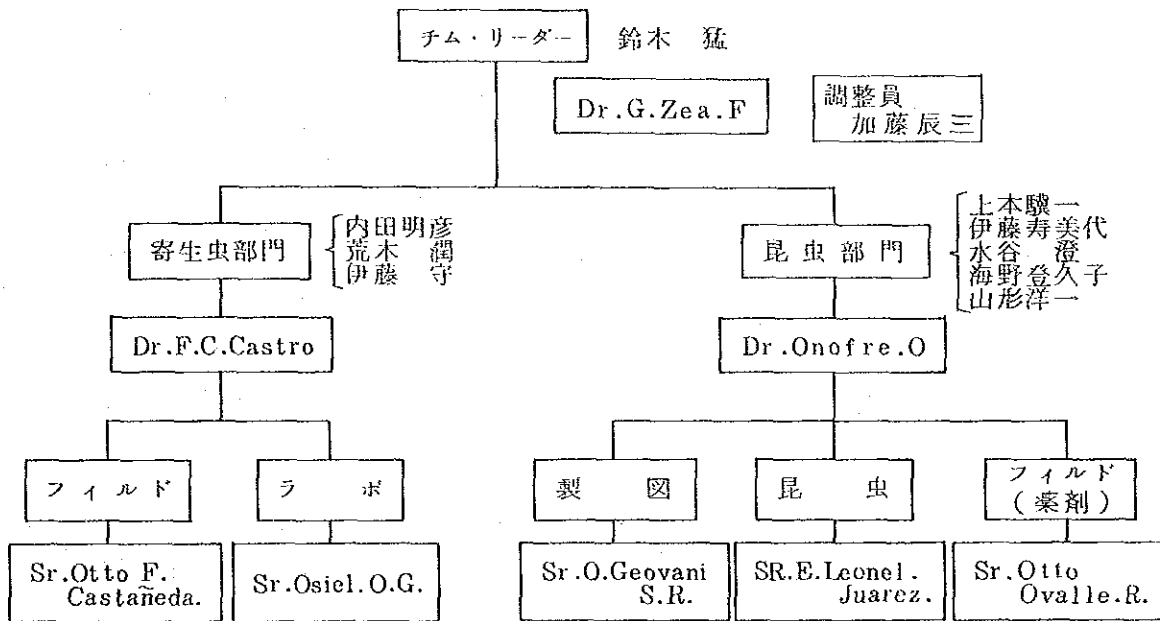 チム・リーダー 鈴木 猛
Dr.G.Zea.F
調整員
加藤辰三
寄生虫部門
内田明彦
荒木 潤
伊藤 守
昆虫部門
上本騏一
伊藤寿美代
水谷 澄
海野登久子
山形洋一
Dr.F.C.Castro
Dr.Onofre.O
フィルド
ラボ
製図
昆虫
フィルド
(薬剤)
Sr.Otto F.
Castañeda.
Sr.Osiel.O.G.
Sr.O.Geovani
S.R.
SR.E.Leonel.
Juarez.
Sr.Otto
Ovalle.R.